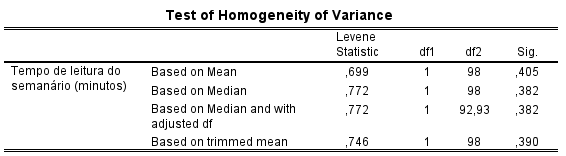 Test of Homogeneity of Variance
Levene
Statistic df1 df2 Sig.
Tempo de leitura do
semanário (minutos)
Based on Mean ,699 1 98 ,405
Based on Median ,772 1 98 ,382
Based on Median and with
adjusted df ,772 1 92,93 ,382
Based on trimmed mean ,746 1 98 ,390